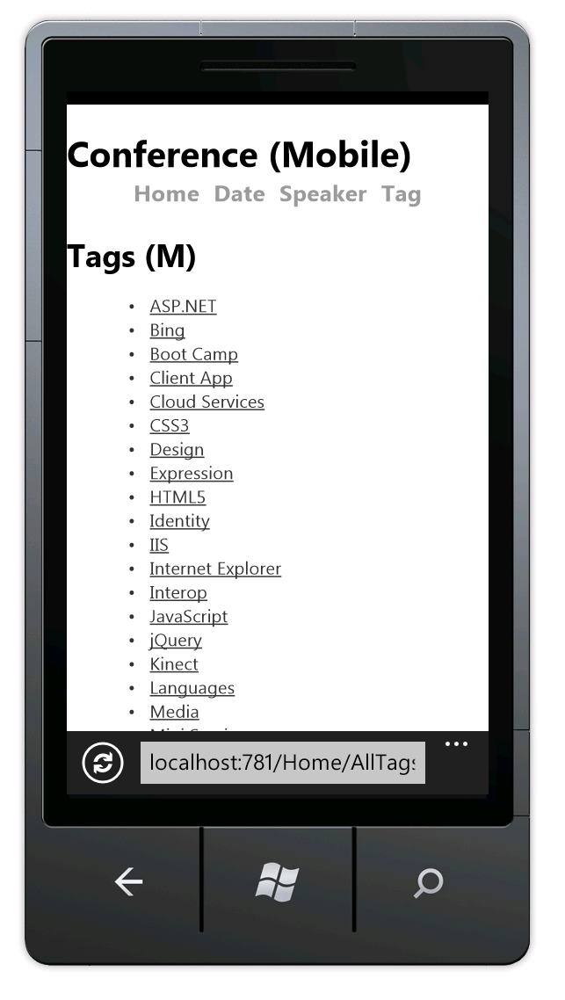 Conference (Mobile)
Home Date Speaker Tag
Tags (M)
• ASP.NET
• Bing
• Boot Camp
• Client App
• Cloud Services
• CSS3
• Design
• Expression
• HTML5
• Identity
• IIS
• Internet Explorer
• Interop
• JavaScript
• jQuery
• Kinect
• Languages
• Media
localhost:781/Home/AllTags